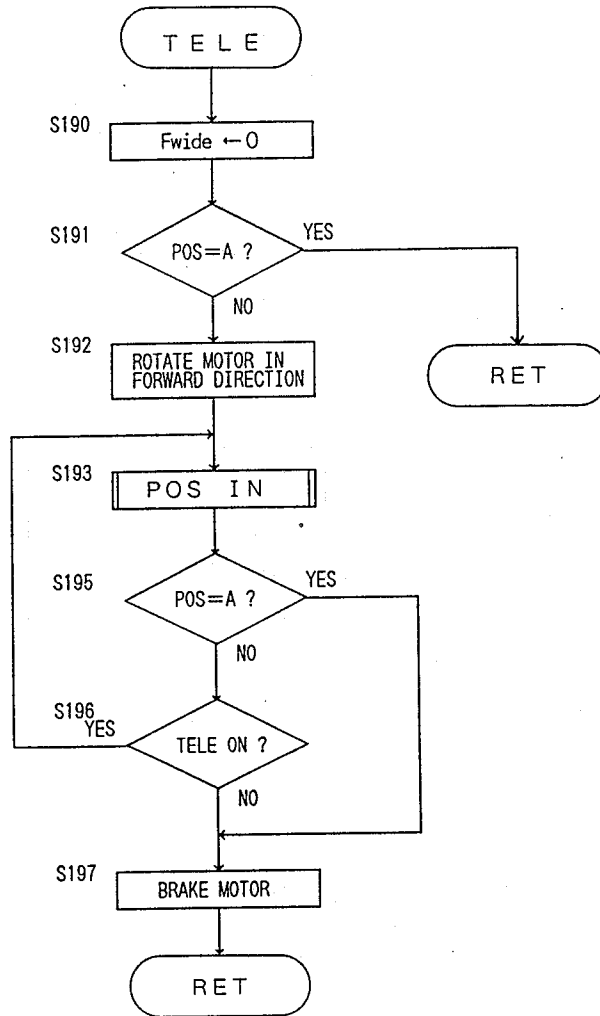 TELE
S190
Fwide ←0
S191
POS=A ?
YES
NO
S192
ROTATE MOTOR IN
FORWARD DIRECTION
RET
S193
POS IN
S195
POS=A ?
YES
NO
S196
YES
TELE ON ?
NO
S197
BRAKE MOTOR
RET